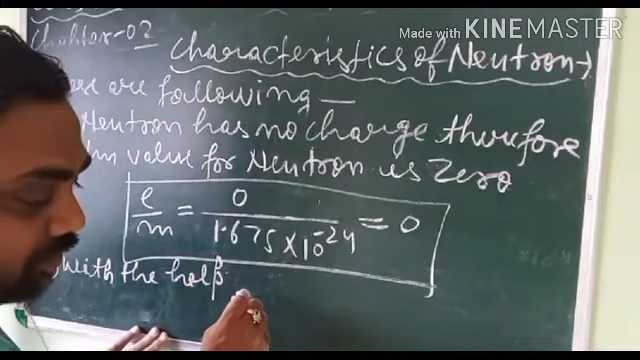 Made with KINEMASTER
Chapter-02
Characteristics of Neutron→
are following —
Neutron has no charge therefore
value for Neutron is Zero
e/m = 0/1.675×10⁻²⁴ = 0
With the help